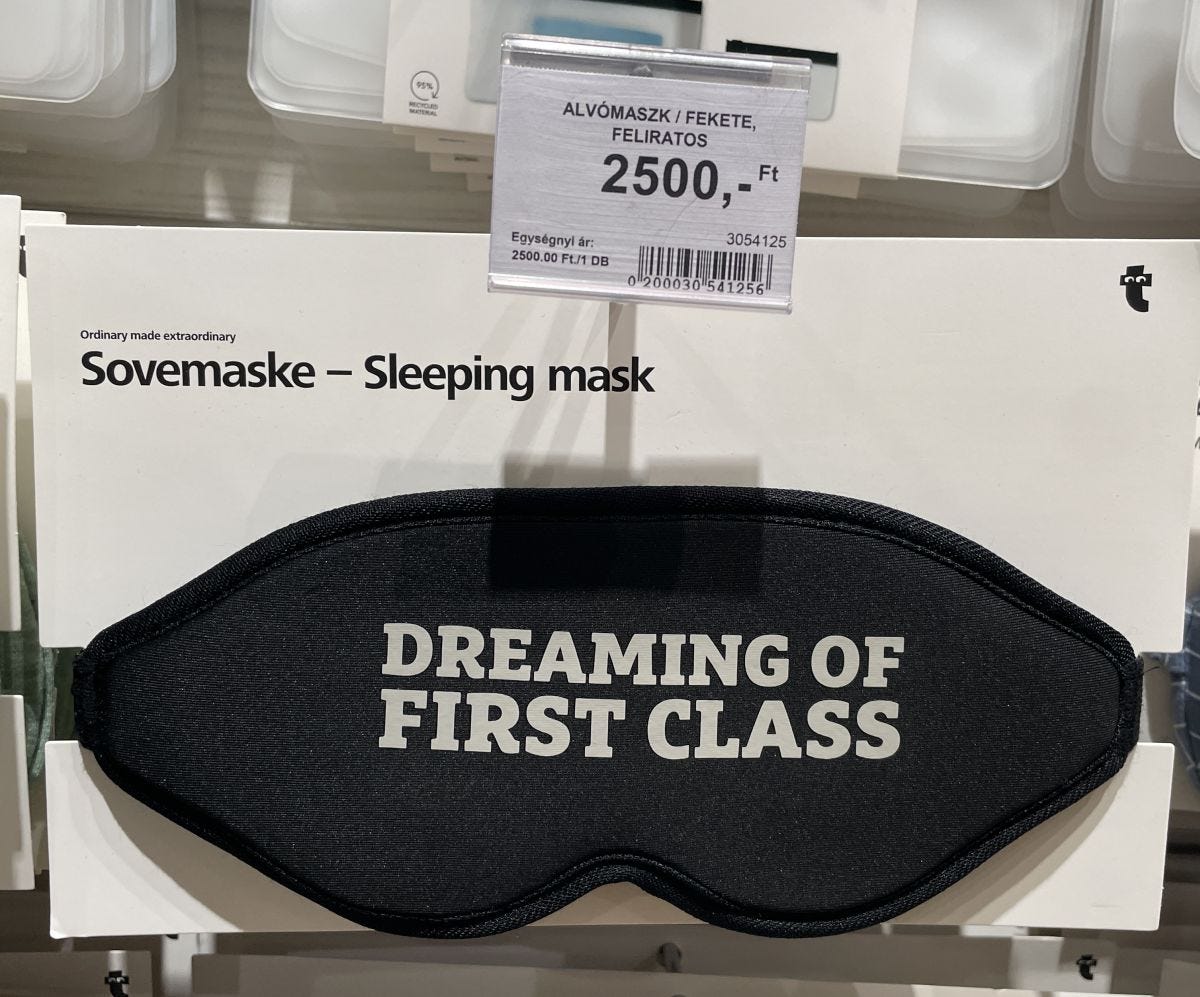 95%
RECYCLED
MATERIAL
ALVÓMASZK / FEKETE,
FELIRATOS
2500,- Ft
Egységnyi ár:
2500.00 Ft./1 DB
3054125
0 200030 541256
t
Ordinary made extraordinary
Sovemaske – Sleeping mask
DREAMING OF
FIRST CLASS
t
t